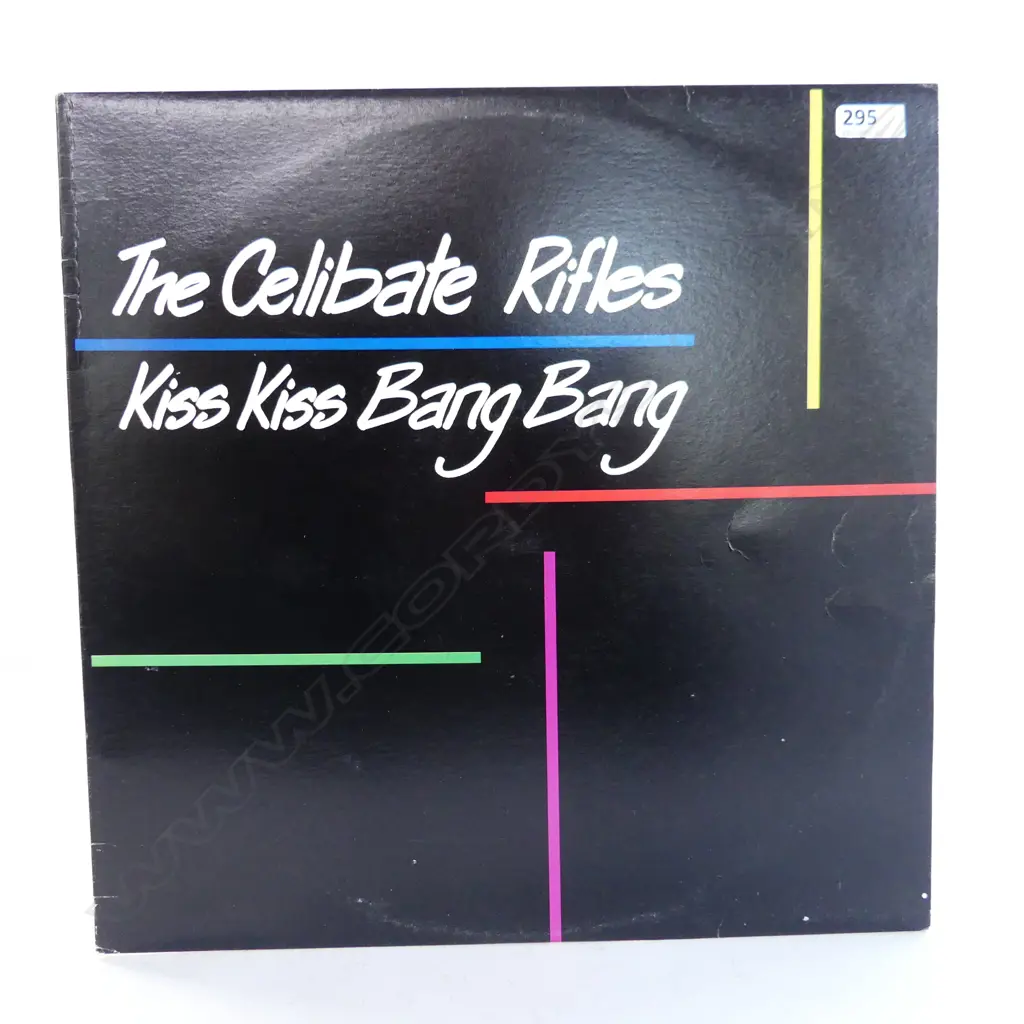 295
The Celibate Rifles
Kiss Kiss Bang Bang